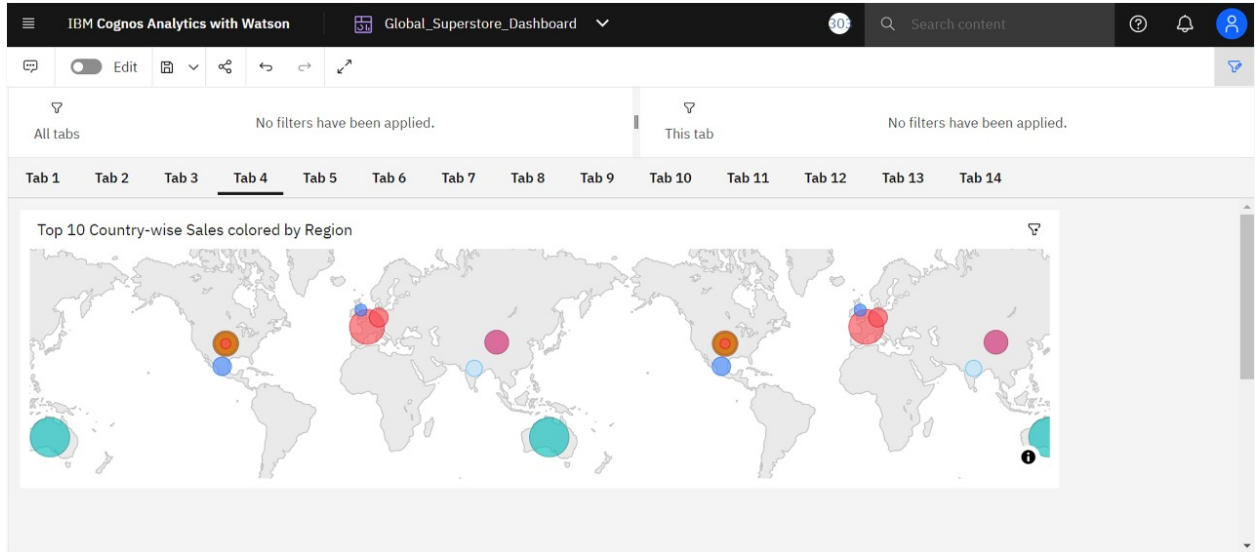 IBM Cognos Analytics with Watson
Global_Superstore_Dashboard
303
Search content
Edit
All tabs
No filters have been applied.
This tab
No filters have been applied.
Tab 1 Tab 2 Tab 3 Tab 4 Tab 5 Tab 6 Tab 7 Tab 8 Tab 9 Tab 10 Tab 11 Tab 12 Tab 13 Tab 14
Top 10 Country-wise Sales colored by Region